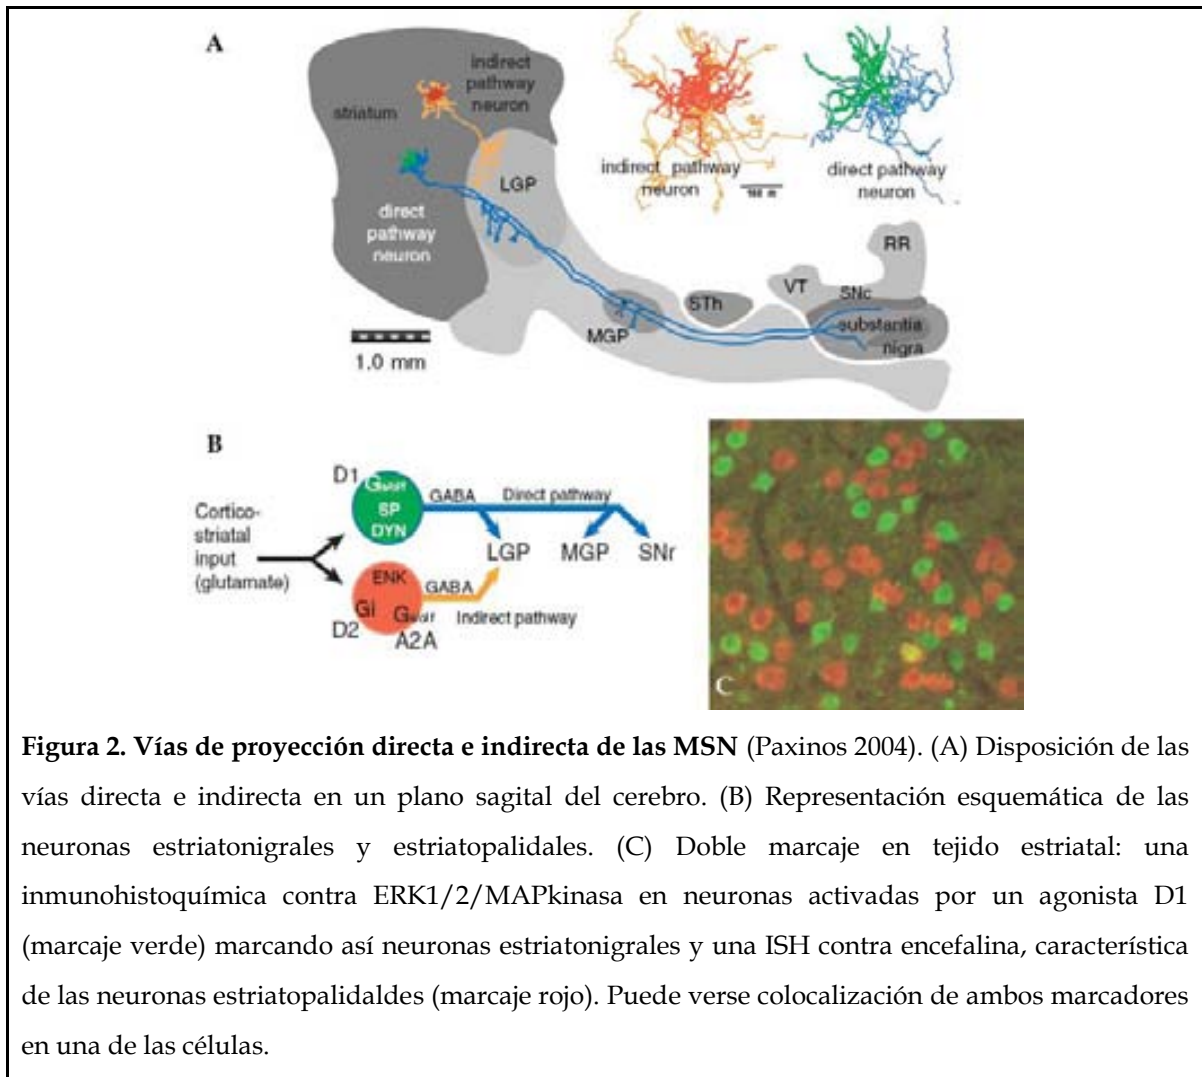 A
indirect
pathway
neuron
striatum
LGP
direct
pathway
neuron
indirect pathway
neuron
direct pathway
neuron
RR
VT
SNc
STh
substantia
nigra
MGP
1.0 mm
B
Cortico-
striatal
input
(glutamate)
D1
SP
DYN
GABA
Direct pathway
LGP
MGP
SNr
ENK
Gi
D2
A2A
GABA
Indirect pathway
C
Figura 2. Vías de proyección directa e indirecta de las MSN (Paxinos 2004). (A) Disposición de las
vías directa e indirecta en un plano sagital del cerebro. (B) Representación esquemática de las
neuronas estriatonigrales y estriatopalidales. (C) Doble marcaje en tejido estriatal: una
inmunohistoquímica contra ERK1/2/MAPkinasa en neuronas activadas por un agonista D1
(marcaje verde) marcando así neuronas estriatonigrales y una ISH contra encefalina, característica
de las neuronas estriatopalidaldes (marcaje rojo). Puede verse colocalización de ambos marcadores
en una de las células.